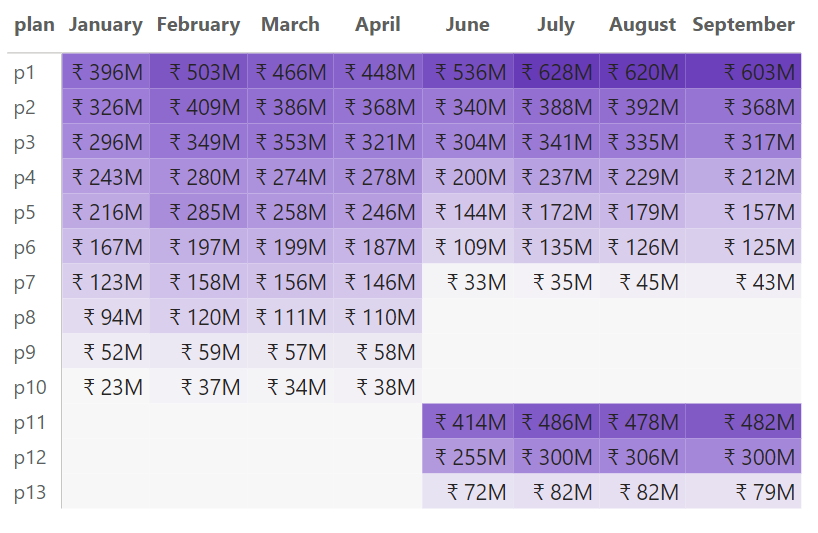 plan January February March April June July August September
p1 ₹ 396M ₹ 503M ₹ 466M ₹ 448M ₹ 536M ₹ 628M ₹ 620M ₹ 603M
p2 ₹ 326M ₹ 409M ₹ 386M ₹ 368M ₹ 340M ₹ 388M ₹ 392M ₹ 368M
p3 ₹ 296M ₹ 349M ₹ 353M ₹ 321M ₹ 304M ₹ 341M ₹ 335M ₹ 317M
p4 ₹ 243M ₹ 280M ₹ 274M ₹ 278M ₹ 200M ₹ 237M ₹ 229M ₹ 212M
p5 ₹ 216M ₹ 285M ₹ 258M ₹ 246M ₹ 144M ₹ 172M ₹ 179M ₹ 157M
p6 ₹ 167M ₹ 197M ₹ 199M ₹ 187M ₹ 109M ₹ 135M ₹ 126M ₹ 125M
p7 ₹ 123M ₹ 158M ₹ 156M ₹ 146M ₹ 33M ₹ 35M ₹ 45M ₹ 43M
p8 ₹ 94M ₹ 120M ₹ 111M ₹ 110M
p9 ₹ 52M ₹ 59M ₹ 57M ₹ 58M
p10 ₹ 23M ₹ 37M ₹ 34M ₹ 38M
p11 ₹ 414M ₹ 486M ₹ 478M ₹ 482M
p12 ₹ 255M ₹ 300M ₹ 306M ₹ 300M
p13 ₹ 72M ₹ 82M ₹ 82M ₹ 79M